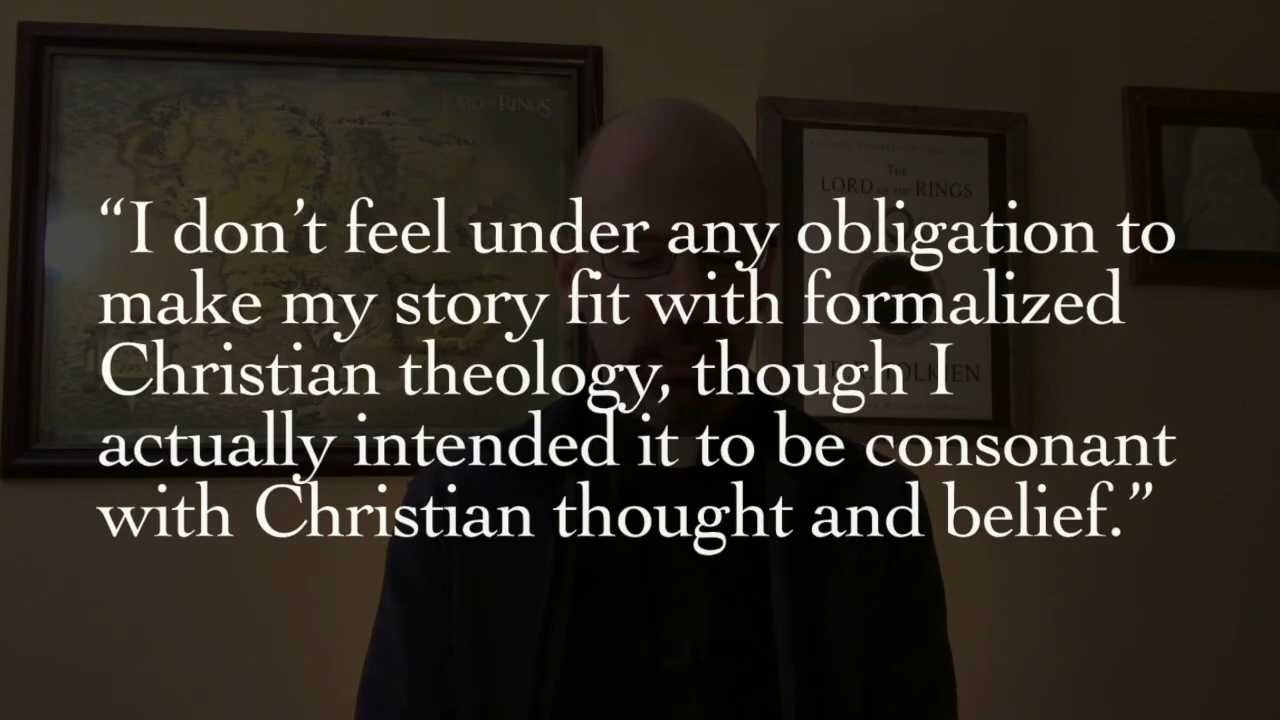 LORD OF THE RINGS
THE
LORD OF THE RINGS
“I don’t feel under any obligation to
make my story fit with formalized
Christian theology, though I
actually intended it to be consonant
with Christian thought and belief.”
J.R.R. TOLKIEN